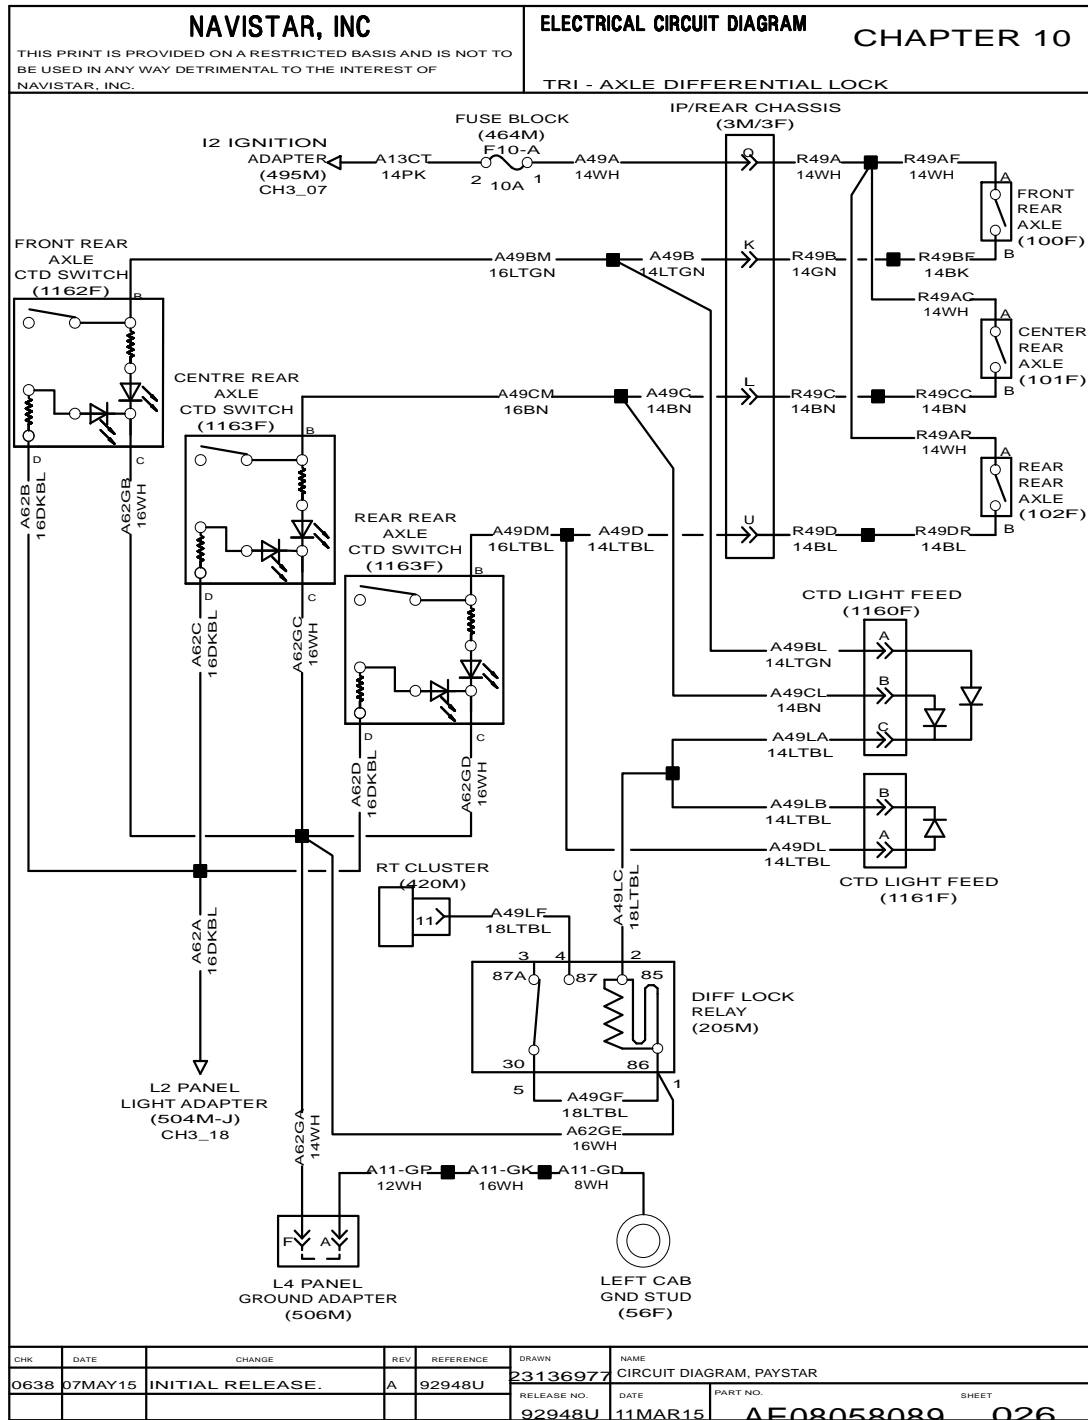 NAVISTAR, INC
THIS PRINT IS PROVIDED ON A RESTRICTED BASIS AND IS NOT TO
BE USED IN ANY WAY DETRIMENTAL TO THE INTEREST OF
NAVISTAR, INC.
ELECTRICAL CIRCUIT DIAGRAM
CHAPTER 10
TRI - AXLE DIFFERENTIAL LOCK
IP/REAR CHASSIS
(3M/3F)
FUSE BLOCK
(464M)
F10-A
2 10A 1
I2 IGNITION
ADAPTER
(495M)
CH3_07
A13CT
14PK
A49A
14WH
Q
R49A
14WH
R49AF
14WH
A
FRONT
REAR
AXLE
(100F)
B
FRONT REAR
AXLE
CTD SWITCH
(1162F)
B
A49BM
16LTGN
A49B
14LTGN
K
R49B
14GN
R49BF
14BK
R49AC
14WH
A
CENTER
REAR
AXLE
(101F)
B
CENTRE REAR
AXLE
CTD SWITCH
(1163F)
B
A49CM
16BN
A49C
14BN
L
R49C
14BN
R49CC
14BN
R49AR
14WH
A
REAR
REAR
AXLE
(102F)
B
D
C
A62B
16DKBL
A62GB
16WH
REAR REAR
AXLE
CTD SWITCH
(1163F)
B
A49DM
16LTBL
A49D
14LTBL
U
R49D
14BL
R49DR
14BL
D
C
A62C
16DKBL
A62GC
16WH
CTD LIGHT FEED
(1160F)
A49BL
14LTGN
A
A49CL
14BN
B
A49LA
14LTBL
C
D
C
A62D
16DKBL
A62GD
16WH
A49LB
14LTBL
B
A49DL
14LTBL
A
CTD LIGHT FEED
(1161F)
RT CLUSTER
(420M)
11
A49LF
18LTBL
A49LC
18LTBL
A62A
16DKBL
3 4 2
87A 87 85
30 86
5 1
DIFF LOCK
RELAY
(205M)
A49GF
18LTBL
A62GE
16WH
L2 PANEL
LIGHT ADAPTER
(504M-J)
CH3_18
A62GA
14WH
A11-GP
12WH
A11-GK
16WH
A11-GD
8WH
F A
L4 PANEL
GROUND ADAPTER
(506M)
LEFT CAB
GND STUD
(56F)
CHK DATE CHANGE REV REFERENCE
0638 07MAY15 INITIAL RELEASE. A 92948U
DRAWN
23136977
NAME
CIRCUIT DIAGRAM, PAYSTAR
RELEASE NO.
92948U
DATE
11MAR15
PART NO.
AE08058089
SHEET
026